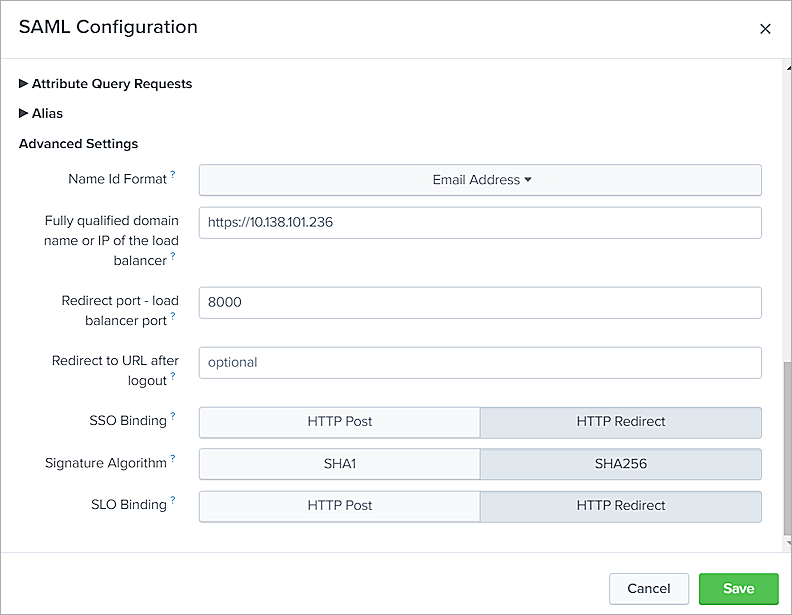 SAML Configuration
Attribute Query Requests
Alias
Advanced Settings
Name Id Format ? Email Address
Fully qualified domain
name or IP of the load
balancer ?
https://10.138.101.236
Redirect port - load
balancer port ?
8000
Redirect to URL after
logout ?
optional
SSO Binding ? HTTP Post HTTP Redirect
Signature Algorithm ? SHA1 SHA256
SLO Binding ? HTTP Post HTTP Redirect
Cancel Save